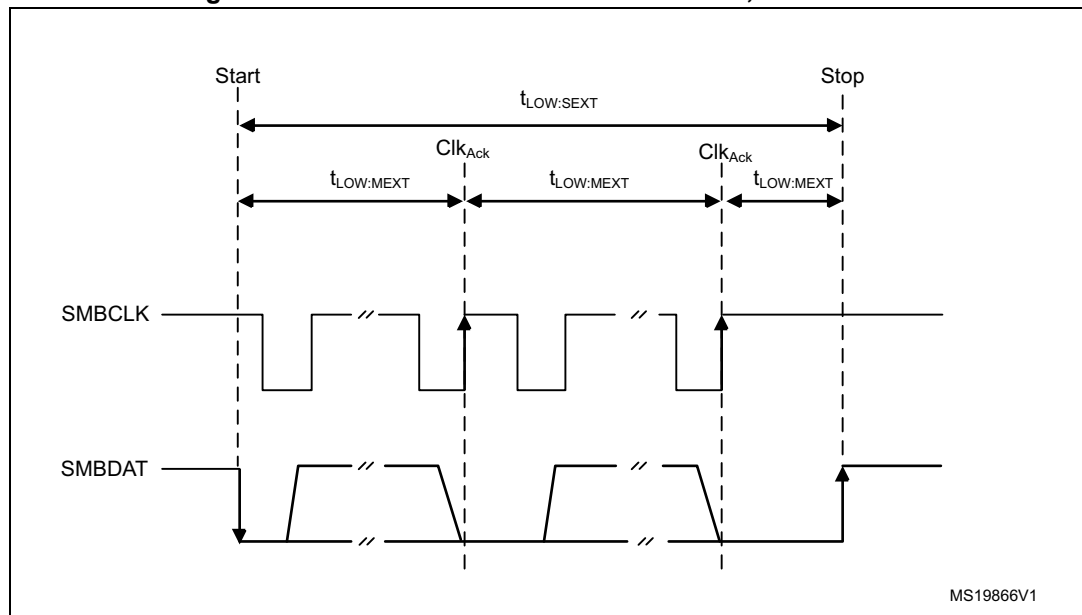 Start
Stop
tLOW:SEXT
ClkAck
ClkAck
tLOW:MEXT
tLOW:MEXT
tLOW:MEXT
SMBCLK
SMBDAT
MS19866V1